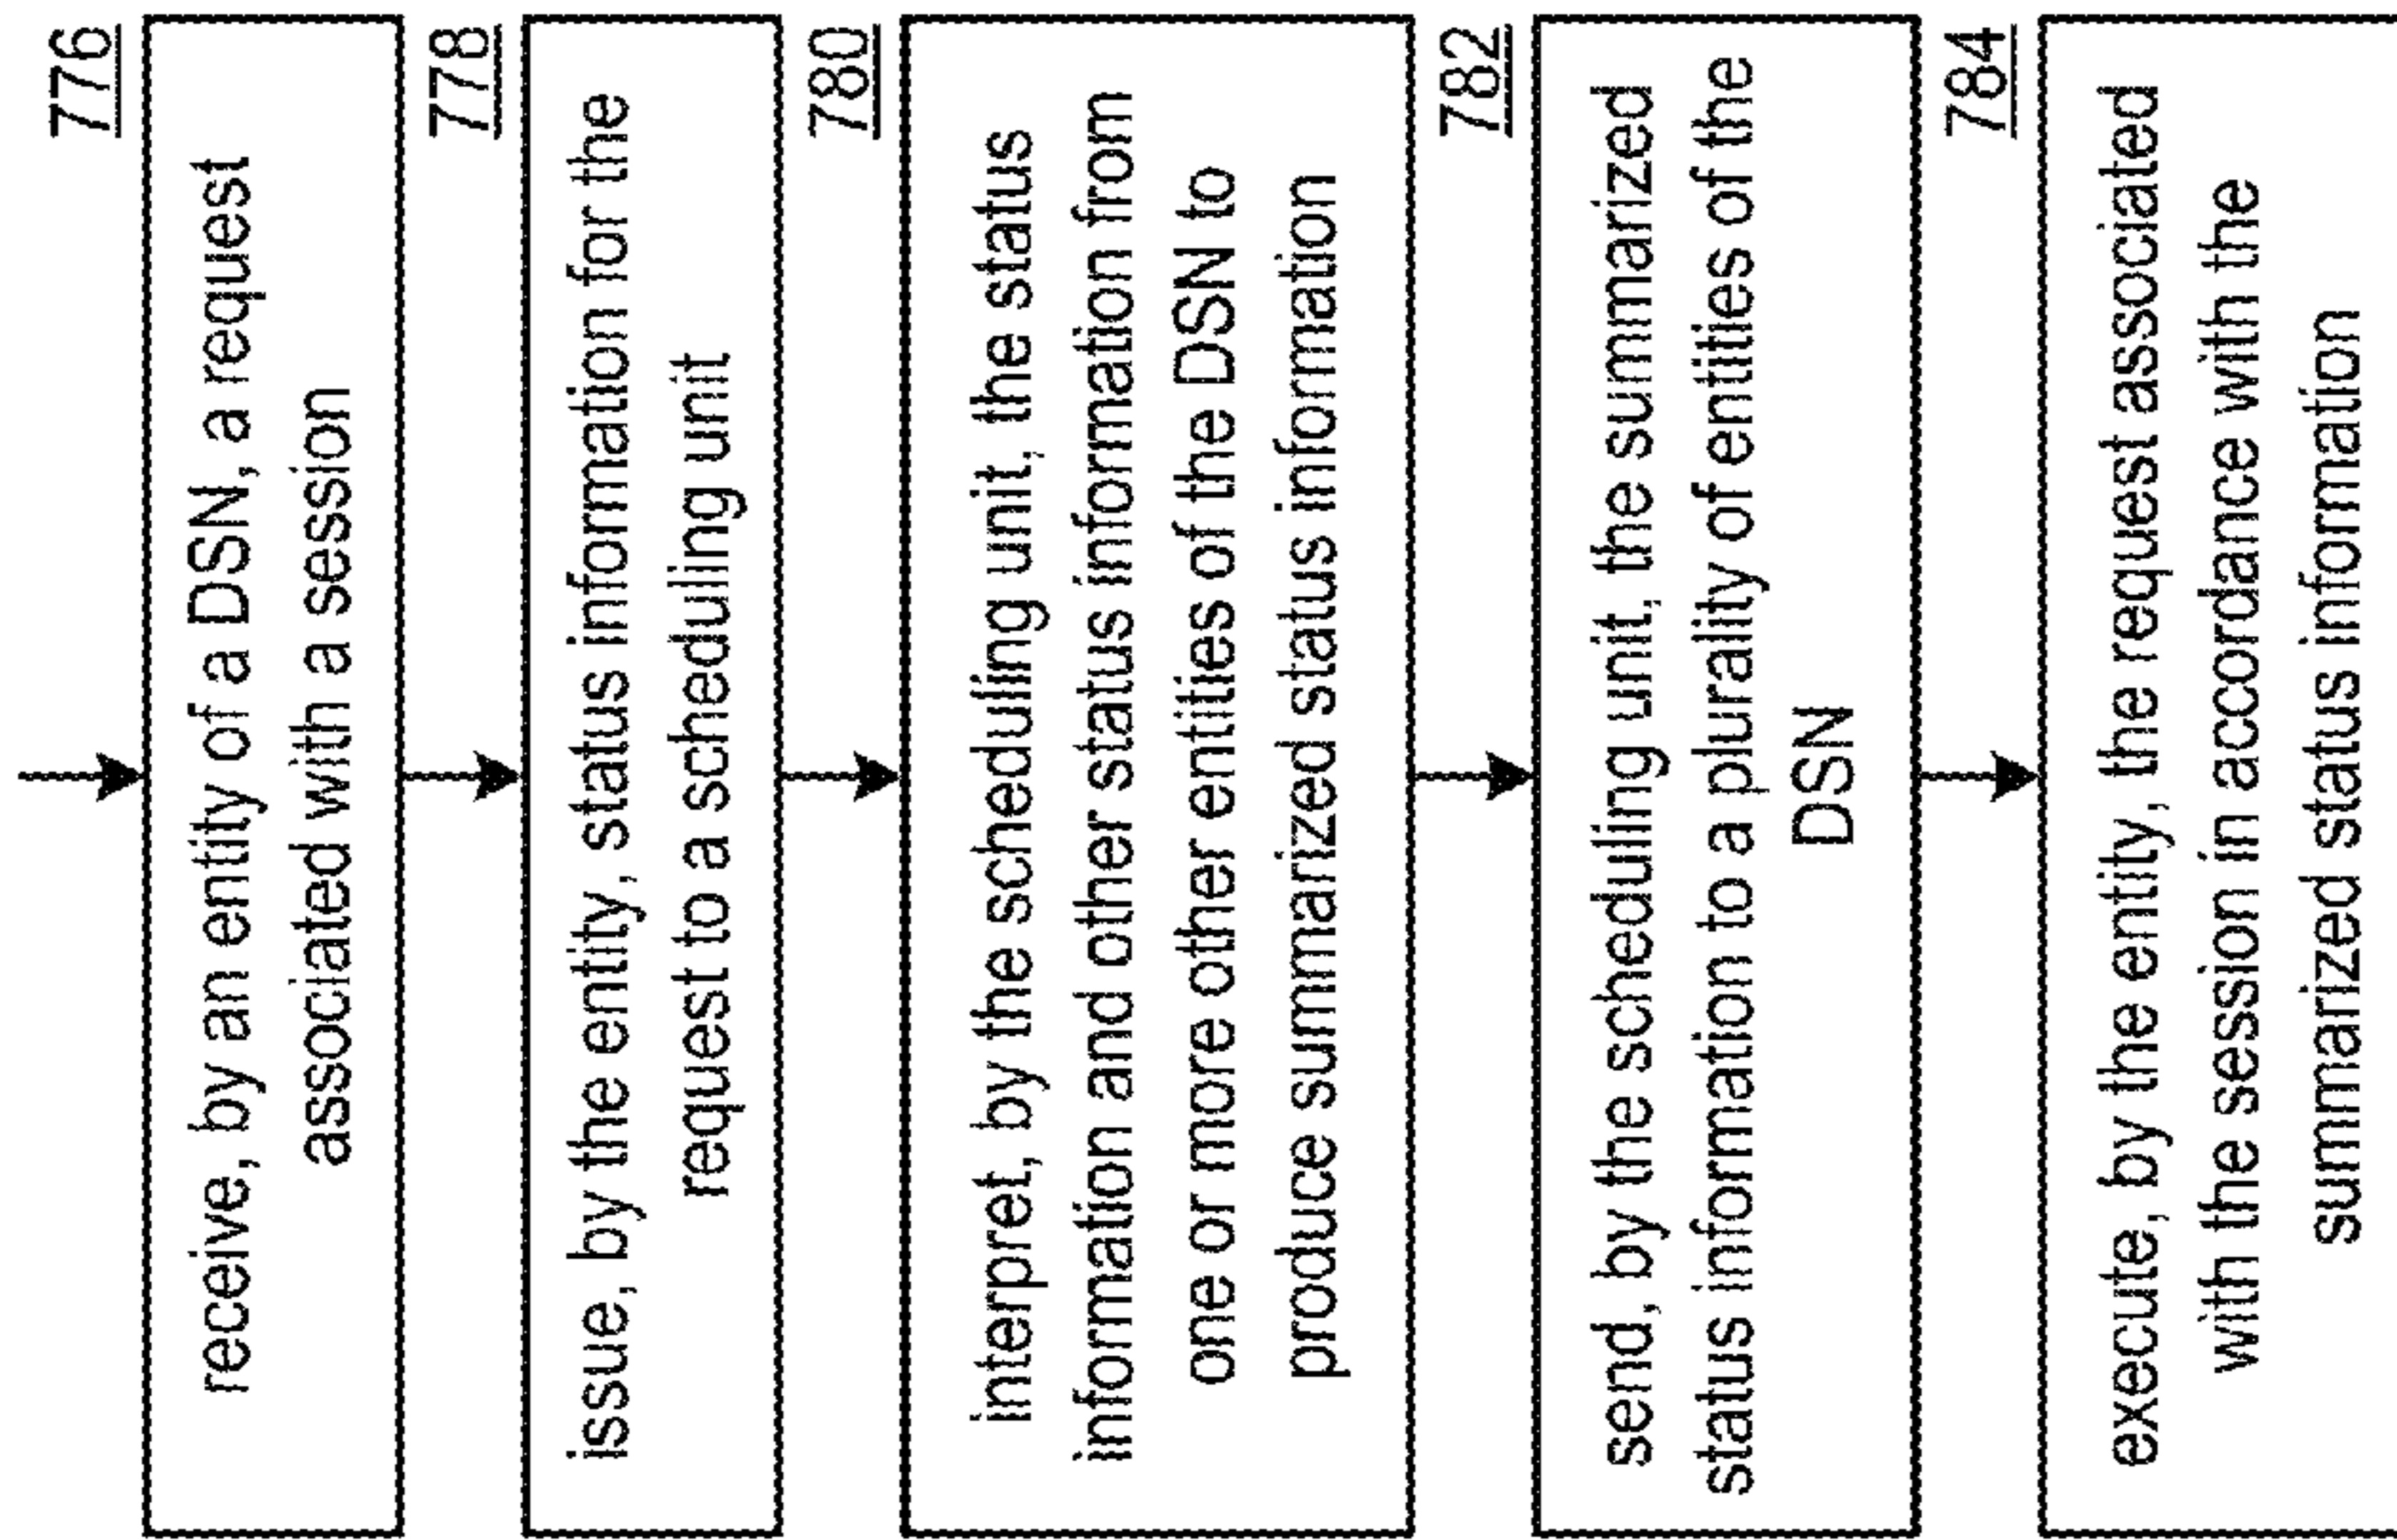 776
receive, by an entity of a DSN, a request
associated with a session
778
issue, by the entity, status information for the
request to a scheduling unit
780
interpret, by the scheduling unit, the status
information and other status information from
one or more other entities of the DSN to
produce summarized status information
782
send, by the scheduling unit, the summarized
status information to a plurality of entities of the
DSN
784
execute, by the entity, the request associated
with the session in accordance with the
summarized status information